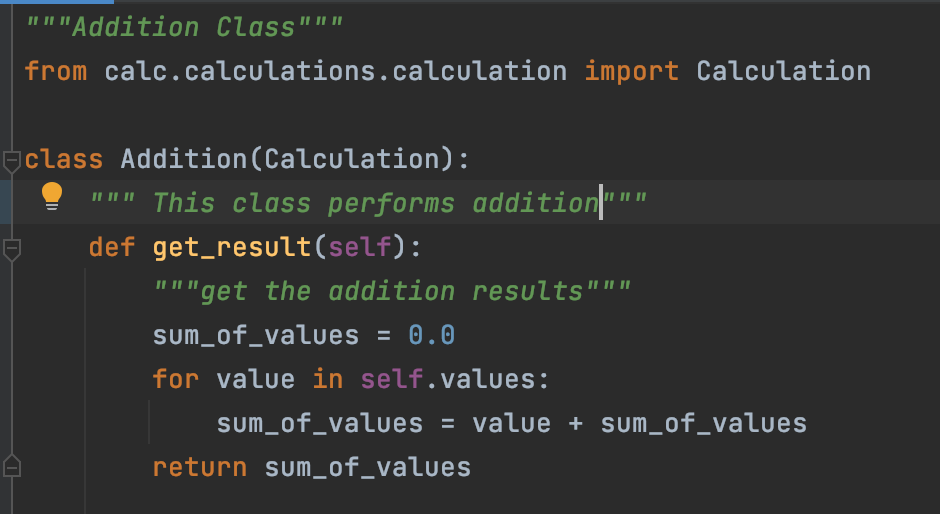 """Addition Class"""
from calc.calculations.calculation import Calculation
class Addition(Calculation):
""" This class performs addition"""
def get_result(self):
"""get the addition results"""
sum_of_values = 0.0
for value in self.values:
sum_of_values = value + sum_of_values
return sum_of_values